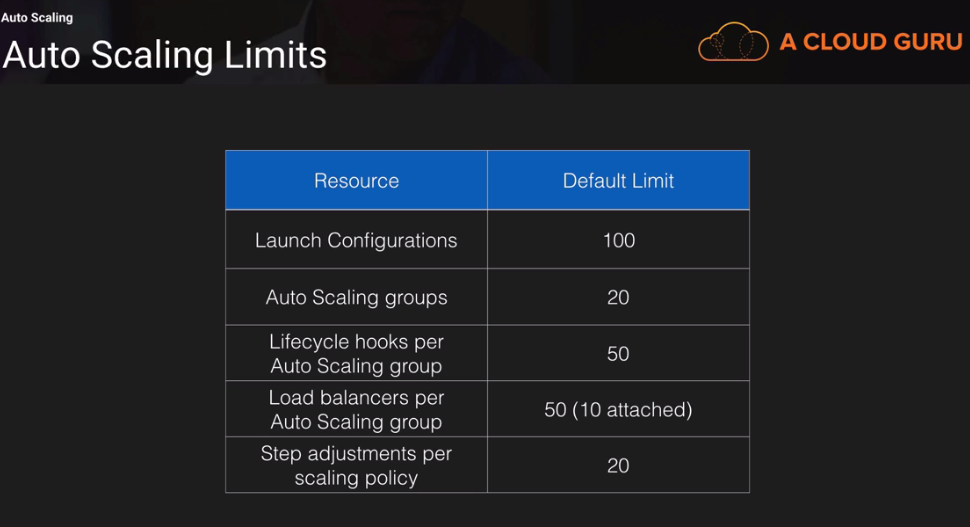 Auto Scaling
Auto Scaling Limits
A CLOUD GURU
Resource
Default Limit
Launch Configurations
100
Auto Scaling groups
20
Lifecycle hooks per
Auto Scaling group
50
Load balancers per
Auto Scaling group
50 (10 attached)
Step adjustments per
scaling policy
20